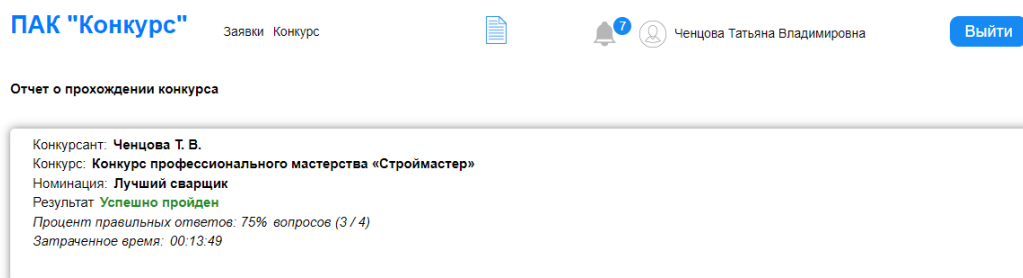 ПАК "Конкурс"
Заявки Конкурс
7
Ченцова Татьяна Владимировна
Выйти
Отчет о прохождении конкурса
Конкурсант: Ченцова Т. В.
Конкурс: Конкурс профессионального мастерства «Строймастер»
Номинация: Лучший сварщик
Результат Успешно пройден
Процент правильных ответов: 75% вопросов (3 / 4)
Затраченное время: 00:13:49